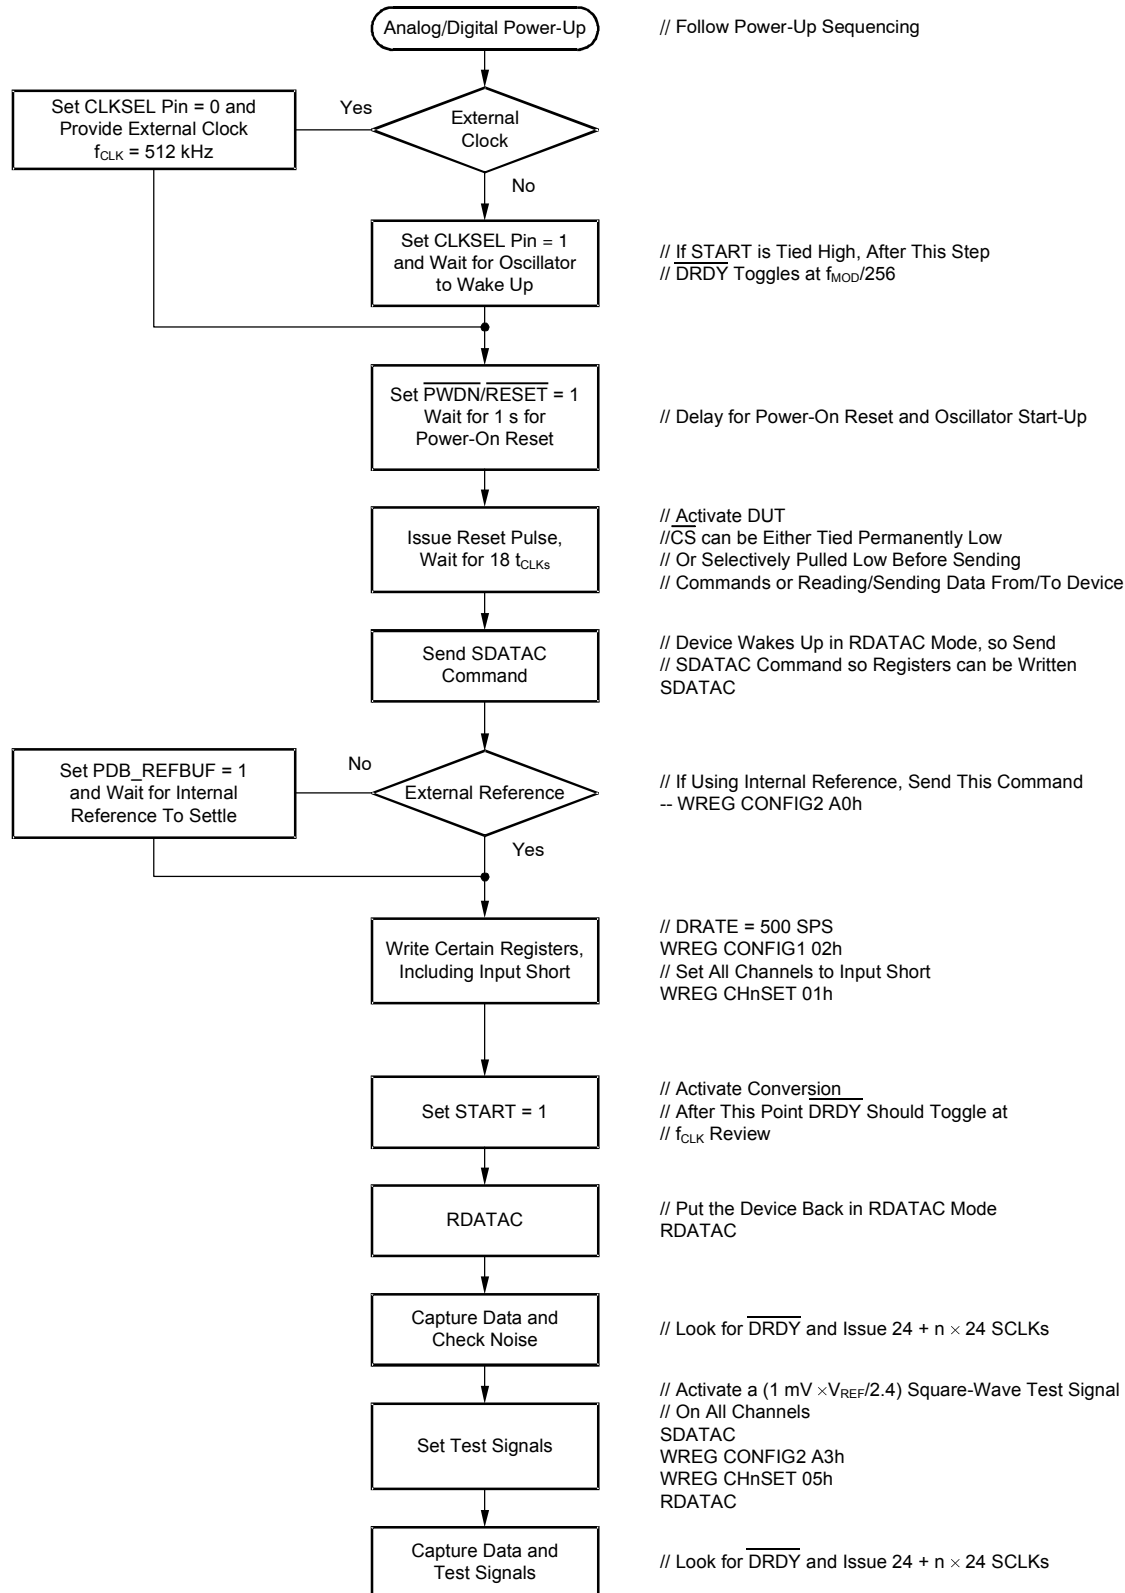 Analog/Digital Power-Up
// Follow Power-Up Sequencing
Set CLKSEL Pin = 0 and
Provide External Clock
fCLK = 512 kHz
Yes
External
Clock
No
Set CLKSEL Pin = 1
and Wait for Oscillator
to Wake Up
// If START is Tied High, After This Step
// DRDY Toggles at fMOD/256
Set PWDN/RESET = 1
Wait for 1 s for
Power-On Reset
// Delay for Power-On Reset and Oscillator Start-Up
Issue Reset Pulse,
Wait for 18 tCLKs
// Activate DUT
//CS can be Either Tied Permanently Low
// Or Selectively Pulled Low Before Sending
// Commands or Reading/Sending Data From/To Device
Send SDATAC
Command
// Device Wakes Up in RDATAC Mode, so Send
// SDATAC Command so Registers can be Written
SDATAC
Set PDB_REFBUF = 1
and Wait for Internal
Reference To Settle
No
External Reference
Yes
// If Using Internal Reference, Send This Command
-- WREG CONFIG2 A0h
Write Certain Registers,
Including Input Short
// DRATE = 500 SPS
WREG CONFIG1 02h
// Set All Channels to Input Short
WREG CHnSET 01h
Set START = 1
// Activate Conversion
// After This Point DRDY Should Toggle at
// fCLK Review
RDATAC
// Put the Device Back in RDATAC Mode
RDATAC
Capture Data and
Check Noise
// Look for DRDY and Issue 24 + n × 24 SCLKs
Set Test Signals
// Activate a (1 mV ×VREF/2.4) Square-Wave Test Signal
// On All Channels
SDATAC
WREG CONFIG2 A3h
WREG CHnSET 05h
RDATAC
Capture Data and
Test Signals
// Look for DRDY and Issue 24 + n × 24 SCLKs